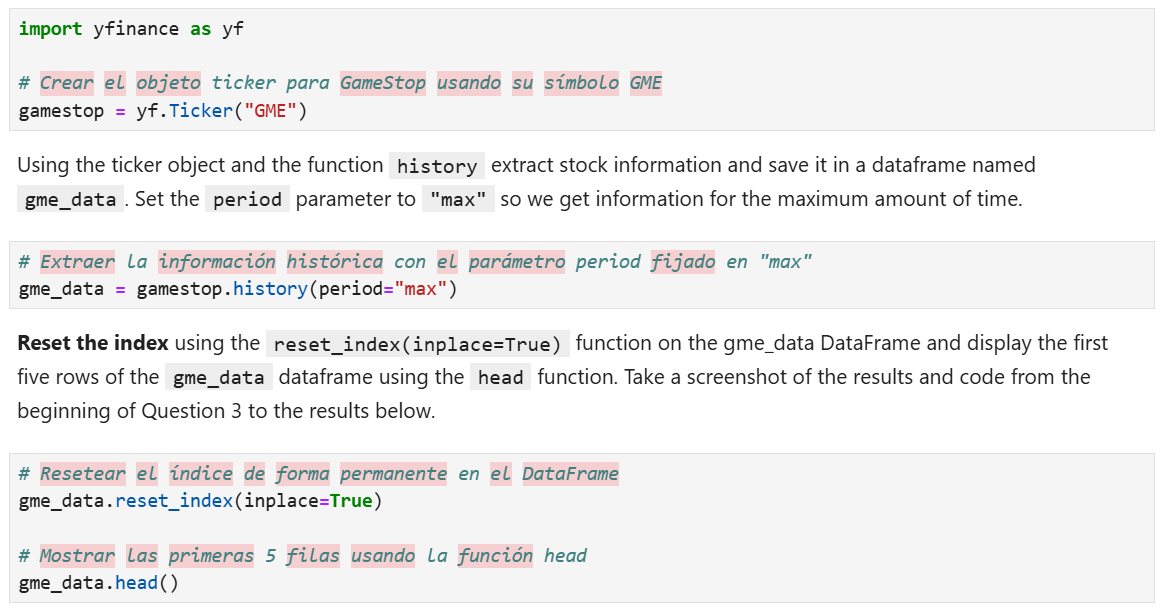 import yfinance as yf
# Crear el objeto ticker para GameStop usando su símbolo GME
gamestop = yf.Ticker("GME")
Using the ticker object and the function history extract stock information and save it in a dataframe named
gme_data . Set the period parameter to "max" so we get information for the maximum amount of time.
# Extraer la información histórica con el parámetro period fijado en "max"
gme_data = gamestop.history(period="max")
Reset the index using the reset_index(inplace=True) function on the gme_data DataFrame and display the first
five rows of the gme_data dataframe using the head function. Take a screenshot of the results and code from the
beginning of Question 3 to the results below.
# Resetear el índice de forma permanente en el DataFrame
gme_data.reset_index(inplace=True)
# Mostrar las primeras 5 filas usando la función head
gme_data.head()